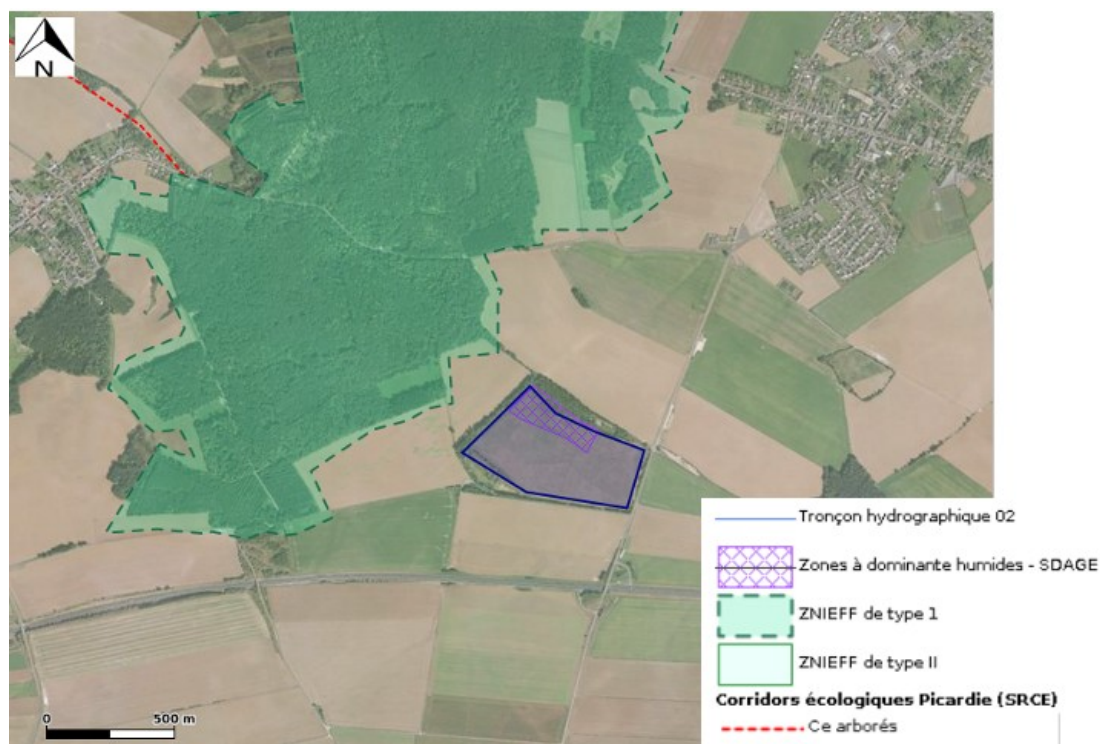 N
Tronçon hydrographique 02
Zones à dominante humides - SDAGE
ZNIEFF de type 1
ZNIEFF de type II
Corridors écologiques Picardie (SRCE)
Ce arborés
0 500 m